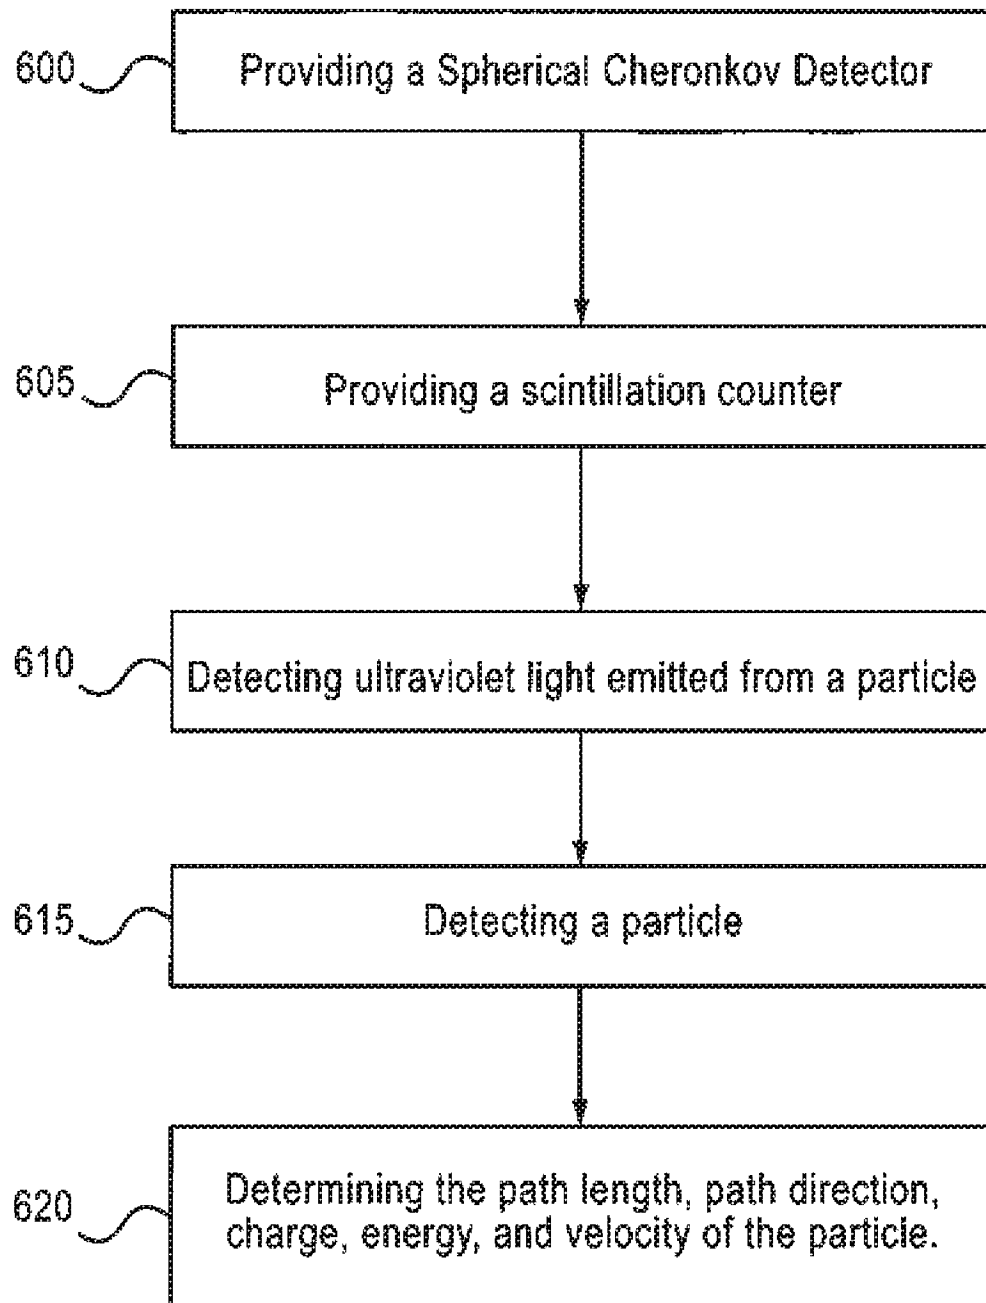 600
Providing a Spherical Cheronkov Detector
605
Providing a scintillation counter
610
Detecting ultraviolet light emitted from a particle
615
Detecting a particle
620
Determining the path length, path direction,
charge, energy, and velocity of the particle.